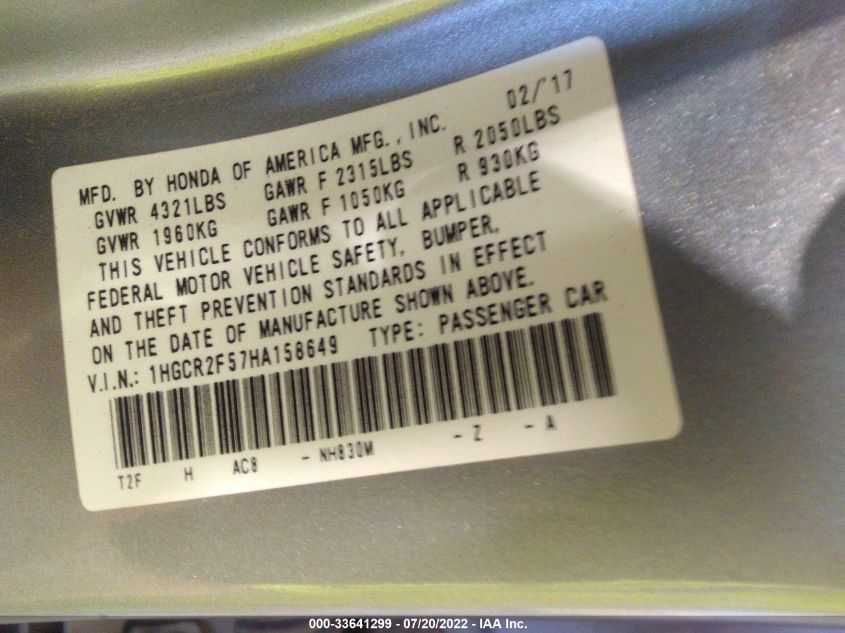 MFD. BY HONDA OF AMERICA MFG., INC. 02/'17
GVWR 4321LBS GAWR F 2315LBS R 2050LBS
GVWR 1960KG GAWR F 1050KG R 930KG
THIS VEHICLE CONFORMS TO ALL APPLICABLE
FEDERAL MOTOR VEHICLE SAFETY, BUMPER,
AND THEFT PREVENTION STANDARDS IN EFFECT
ON THE DATE OF MANUFACTURE SHOWN ABOVE.
V.I.N.: 1HGCR2F57HA158649 TYPE: PASSENGER CAR
T2F H AC8 - NH830M - Z - A
000-33641299 - 07/20/2022 - IAA Inc.